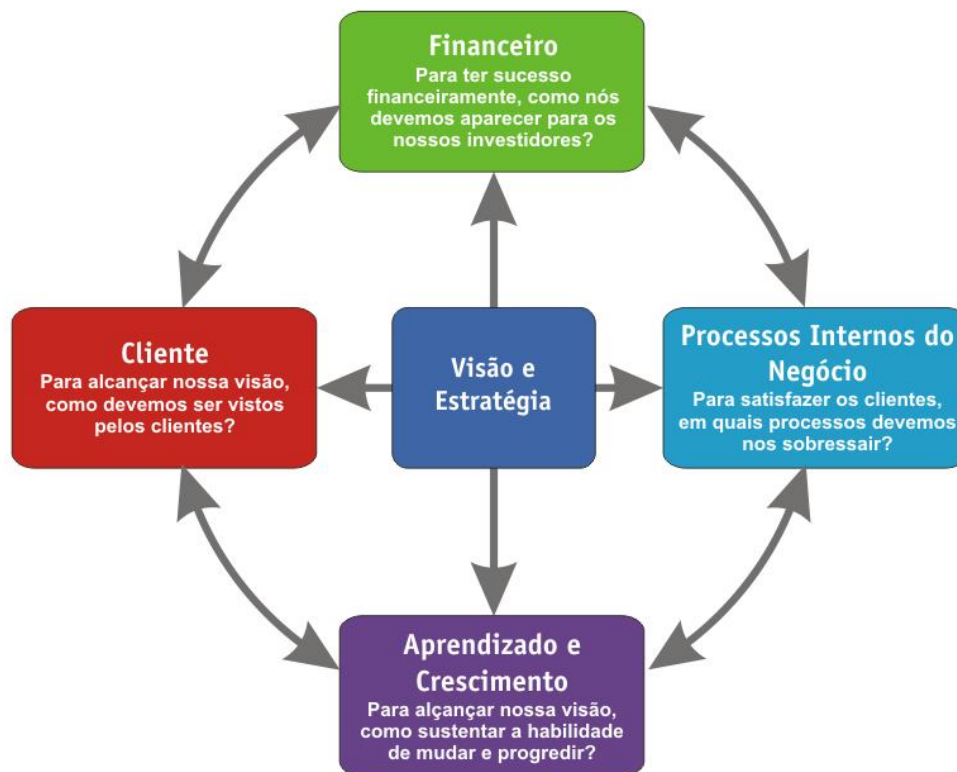 Financeiro
Para ter sucesso
financeiramente, como nós
devemos aparecer para os
nossos investidores?
Cliente
Para alcançar nossa visão,
como devemos ser vistos
pelos clientes?
Visão e
Estratégia
Processos Internos do
Negócio
Para satisfazer os clientes,
em quais processos devemos
nos sobressair?
Aprendizado e
Crescimento
Para alçançar nossa visão,
como sustentar a habilidade
de mudar e progredir?